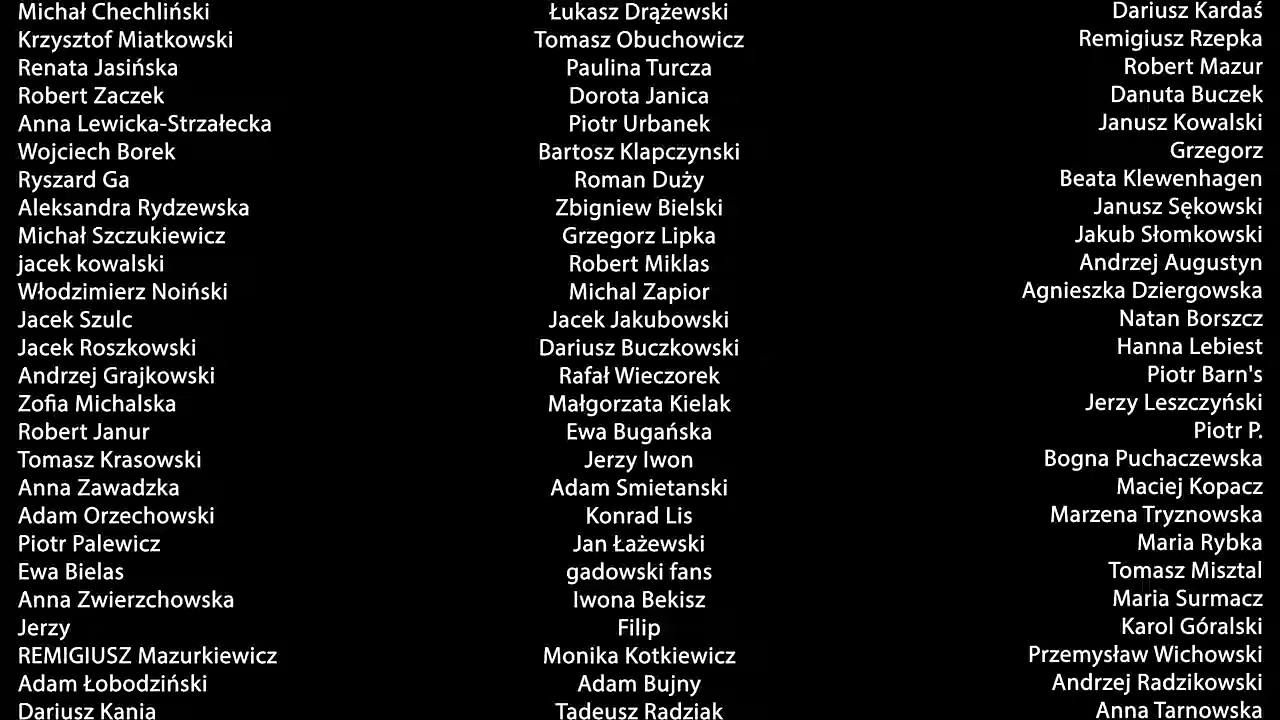 Michał Chechliński
Krzysztof Miatkowski
Renata Jasińska
Robert Zaczek
Anna Lewicka-Strzałecka
Wojciech Borek
Ryszard Ga
Aleksandra Rydzewska
Michał Szczukiewicz
jacek kowalski
Włodzimierz Noiński
Jacek Szulc
Jacek Roszkowski
Andrzej Grajkowski
Zofia Michalska
Robert Janur
Tomasz Krasowski
Anna Zawadzka
Adam Orzechowski
Piotr Palewicz
Ewa Bielas
Anna Zwierzchowska
Jerzy
REMIGIUSZ Mazurkiewicz
Adam Łobodziński
Dariusz Kania
Łukasz Drążewski
Tomasz Obuchowicz
Paulina Turcza
Dorota Janica
Piotr Urbanek
Bartosz Klapczynski
Roman Duży
Zbigniew Bielski
Grzegorz Lipka
Robert Miklas
Michal Zapior
Jacek Jakubowski
Dariusz Buczkowski
Rafał Wieczorek
Małgorzata Kielak
Ewa Bugańska
Jerzy Iwon
Adam Smietanski
Konrad Lis
Jan Łażewski
gadowski fans
Iwona Bekisz
Filip
Monika Kotkiewicz
Adam Bujny
Tadeusz Radziak
Dariusz Kardaś
Remigiusz Rzepka
Robert Mazur
Danuta Buczek
Janusz Kowalski
Grzegorz
Beata Klewenhagen
Janusz Sękowski
Jakub Słomkowski
Andrzej Augustyn
Agnieszka Dziergowska
Natan Borszcz
Hanna Lebiest
Piotr Barn's
Jerzy Leszczyński
Piotr P.
Bogna Puchaczewska
Maciej Kopacz
Marzena Tryznowska
Maria Rybka
Tomasz Misztal
Maria Surmacz
Karol Góralski
Przemysław Wichowski
Andrzej Radzikowski
Anna Tarnowska